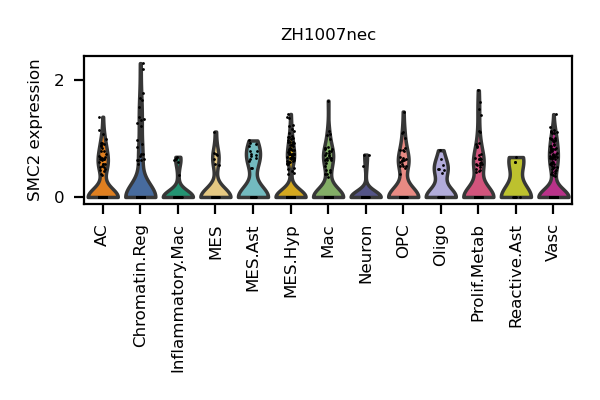 ZH1007nec
SMC2 expression
2
0
AC
Chromatin.Reg
Inflammatory.Mac
MES
MES.Ast
MES.Hyp
Mac
Neuron
OPC
Oligo
Prolif.Metab
Reactive.Ast
Vasc